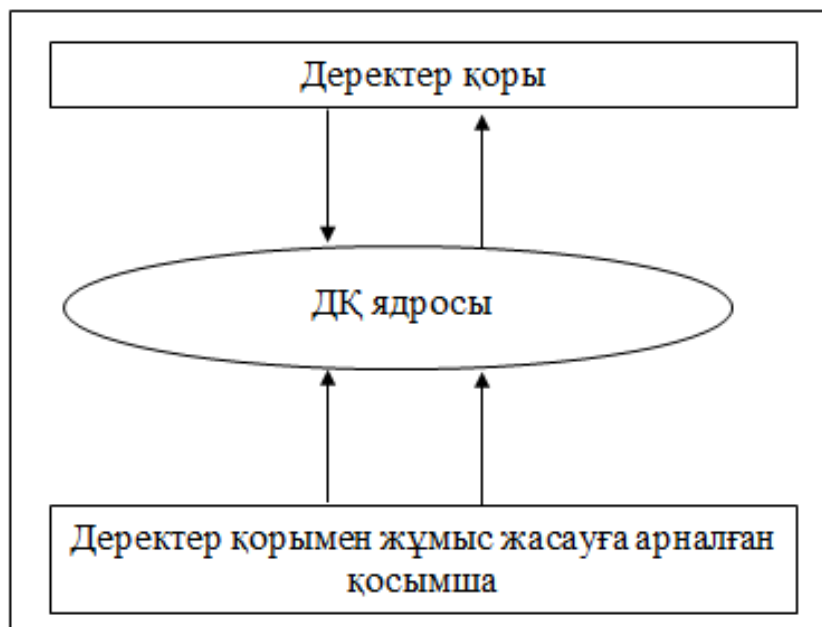 Деректер қоры
ДҚ ядросы
Деректер қорымен жұмыс жасауға арналған
қосымша